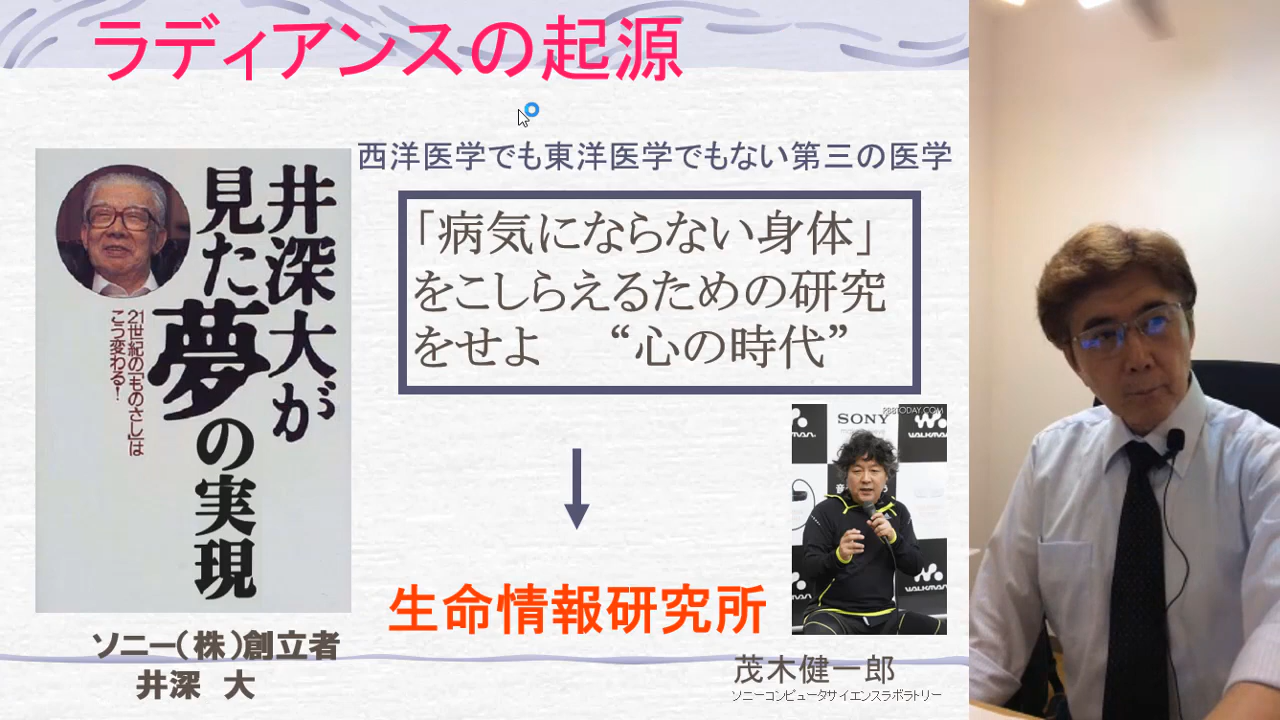 ラディアンスの起源
西洋医学でも東洋医学でもない第三の医学
「病気にならない身体」
をこしらえるための研究
をせよ　“心の時代”
井深大が
見た夢の実現
21世紀の「ものさし」は
こう変わる！
RBBTODAY.COM
SONY
WALKMAN
WALKMAN
生命情報研究所
ソニー（株）創立者
井深　大
茂木健一郎
ソニーコンピュータサイエンスラボラトリー